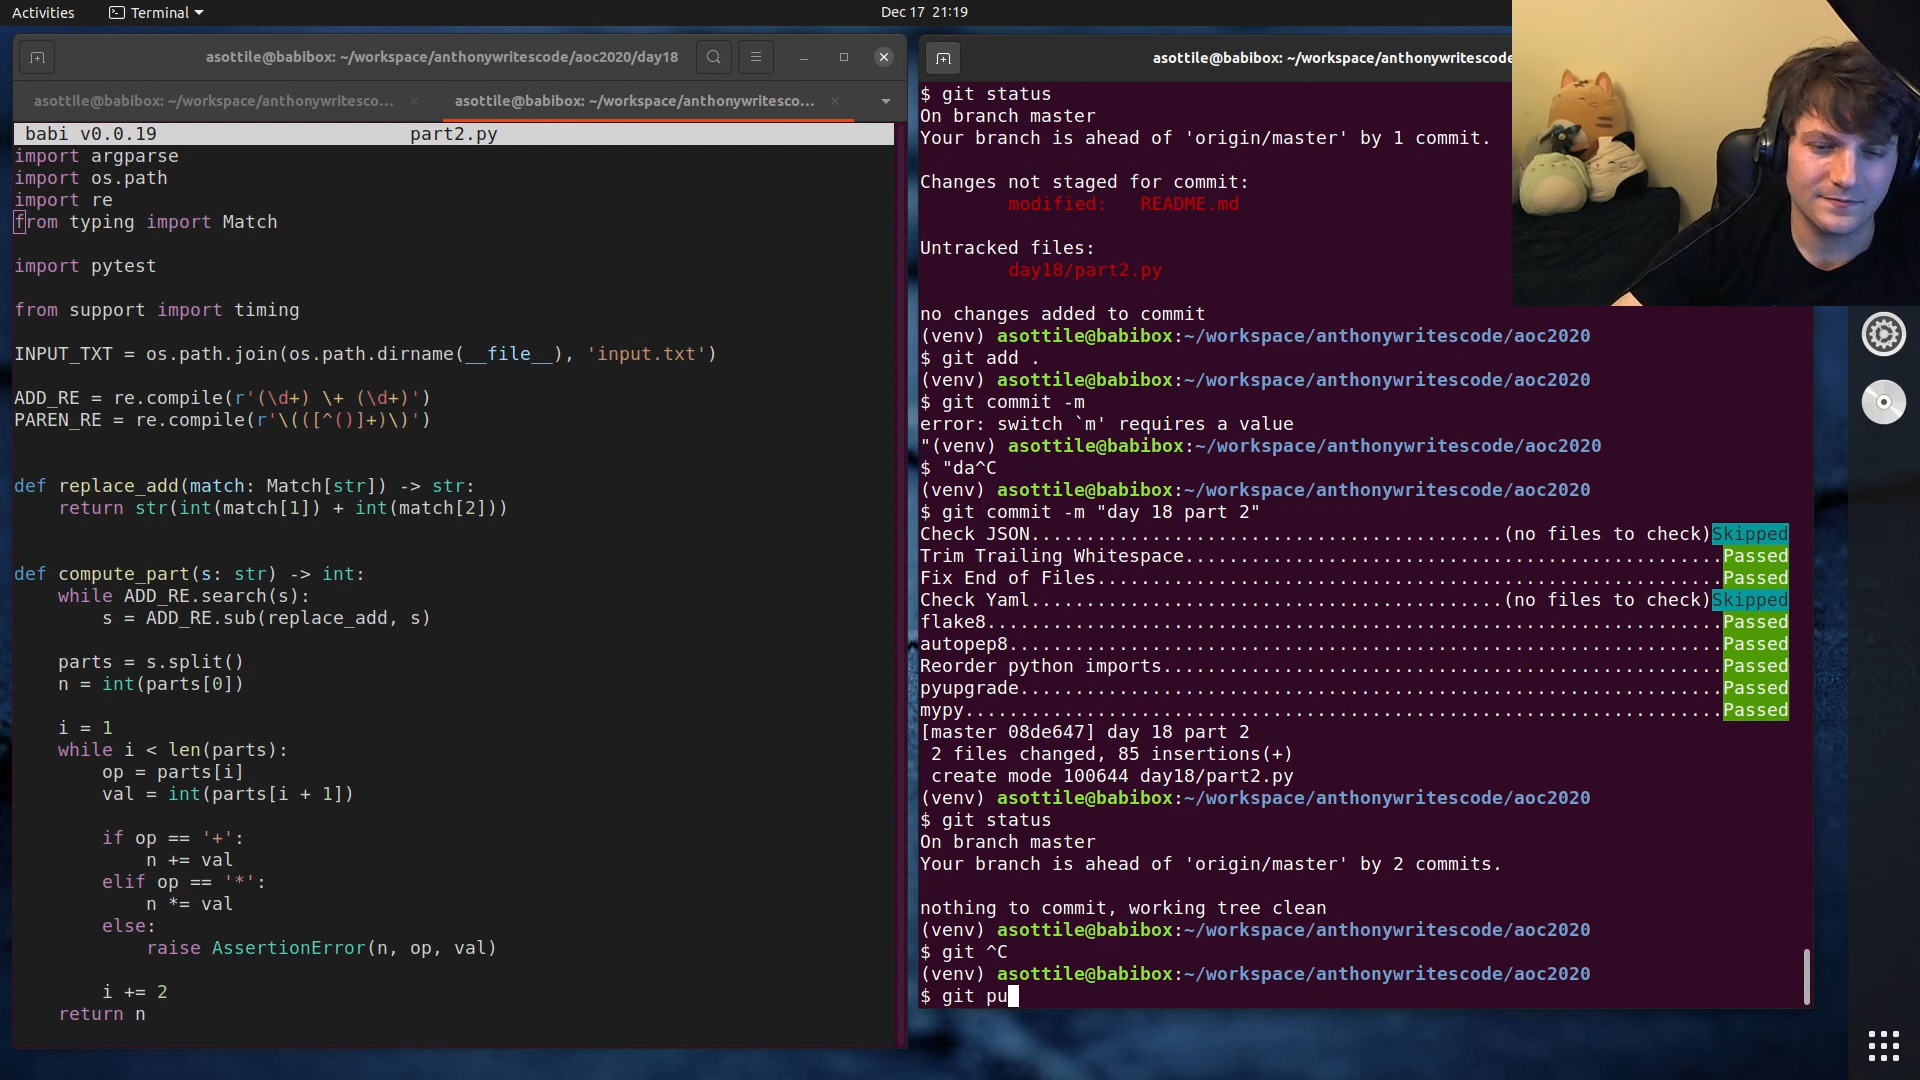 Activities
Terminal
Dec 17 21:19
asottile@babibox: ~/workspace/anthonywritescode/aoc2020/day18
asottile@babibox: ~/workspace/anthonywritesco...
asottile@babibox: ~/workspace/anthonywritesco...
babi v0.0.19 part2.py
import argparse
import os.path
import re
from typing import Match
import pytest
from support import timing
INPUT_TXT = os.path.join(os.path.dirname(__file__), 'input.txt')
ADD_RE = re.compile(r'(\d+) \+ (\d+)')
PAREN_RE = re.compile(r'\(([^()]+)\)')
def replace_add(match: Match[str]) -> str:
    return str(int(match[1]) + int(match[2]))
def compute_part(s: str) -> int:
    while ADD_RE.search(s):
        s = ADD_RE.sub(replace_add, s)
    parts = s.split()
    n = int(parts[0])
    i = 1
    while i < len(parts):
        op = parts[i]
        val = int(parts[i + 1])
        if op == '+':
            n += val
        elif op == '*':
            n *= val
        else:
            raise AssertionError(n, op, val)
        i += 2
    return n
asottile@babibox: ~/workspace/anthonywritescode
$ git status
On branch master
Your branch is ahead of 'origin/master' by 1 commit.
Changes not staged for commit:
        modified:   README.md
Untracked files:
        day18/part2.py
no changes added to commit
(venv) asottile@babibox:~/workspace/anthonywritescode/aoc2020
$ git add .
(venv) asottile@babibox:~/workspace/anthonywritescode/aoc2020
$ git commit -m
error: switch `m' requires a value
"(venv) asottile@babibox:~/workspace/anthonywritescode/aoc2020
$ "da^C
(venv) asottile@babibox:~/workspace/anthonywritescode/aoc2020
$ git commit -m "day 18 part 2"
Check JSON...........................................(no files to check)Skipped
Trim Trailing Whitespace.................................................Passed
Fix End of Files.........................................................Passed
Check Yaml...........................................(no files to check)Skipped
flake8...................................................................Passed
autopep8.................................................................Passed
Reorder python imports...................................................Passed
pyupgrade................................................................Passed
mypy.....................................................................Passed
[master 08de647] day 18 part 2
 2 files changed, 85 insertions(+)
 create mode 100644 day18/part2.py
(venv) asottile@babibox:~/workspace/anthonywritescode/aoc2020
$ git status
On branch master
Your branch is ahead of 'origin/master' by 2 commits.
nothing to commit, working tree clean
(venv) asottile@babibox:~/workspace/anthonywritescode/aoc2020
$ git ^C
(venv) asottile@babibox:~/workspace/anthonywritescode/aoc2020
$ git pu